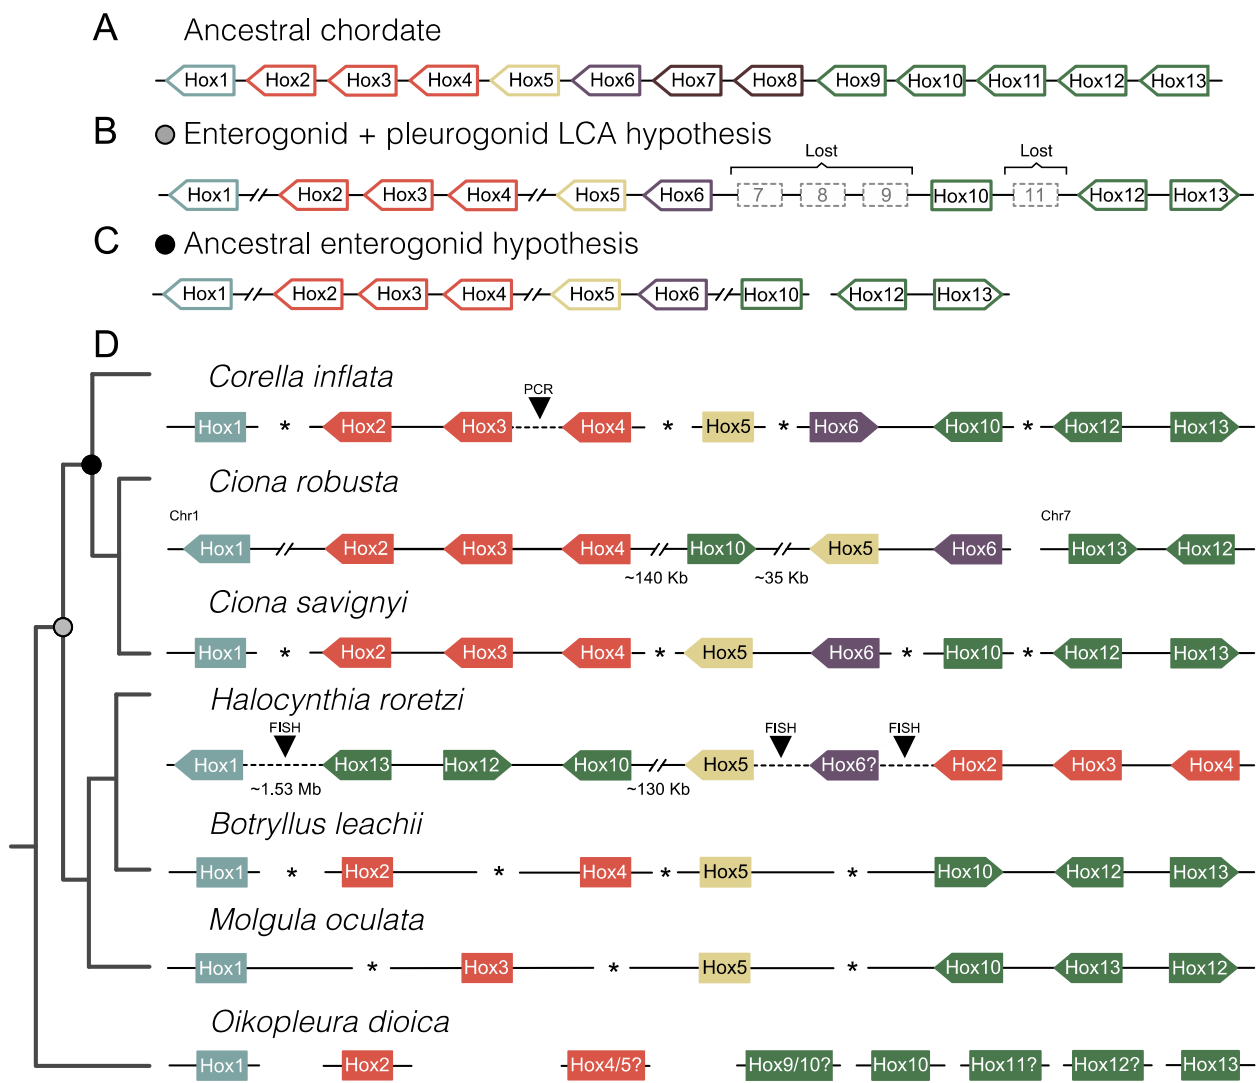 A Ancestral chordate
Hox1 Hox2 Hox3 Hox4 Hox5 Hox6 Hox7 Hox8 Hox9 Hox10 Hox11 Hox12 Hox13
B Enterogonid + pleurogonid LCA hypothesis
Lost Lost
Hox1 Hox2 Hox3 Hox4 Hox5 Hox6 7 8 9 Hox10 11 Hox12 Hox13
C Ancestral enterogonid hypothesis
Hox1 Hox2 Hox3 Hox4 Hox5 Hox6 Hox10 Hox12 Hox13
D
Corella inflata
PCR
Hox1 * Hox2 Hox3 Hox4 * Hox5 * Hox6 Hox10 * Hox12 Hox13
Ciona robusta
Chr1 Chr7
Hox1 Hox2 Hox3 Hox4 Hox10 Hox5 Hox6 Hox13 Hox12
~140 Kb ~35 Kb
Ciona savignyi
Hox1 * Hox2 Hox3 Hox4 * Hox5 Hox6 * Hox10 * Hox12 Hox13
Halocynthia roretzi
FISH FISH FISH
Hox1 Hox13 Hox12 Hox10 Hox5 Hox6? Hox2 Hox3 Hox4
~1.53 Mb ~130 Kb
Botryllus leachii
Hox1 * Hox2 * Hox4 * Hox5 * Hox10 Hox12 Hox13
Molgula oculata
Hox1 * Hox3 * Hox5 * Hox10 Hox13 Hox12
Oikopleura dioica
Hox1 Hox2 Hox4/5? Hox9/10? Hox10 Hox11? Hox12? Hox13